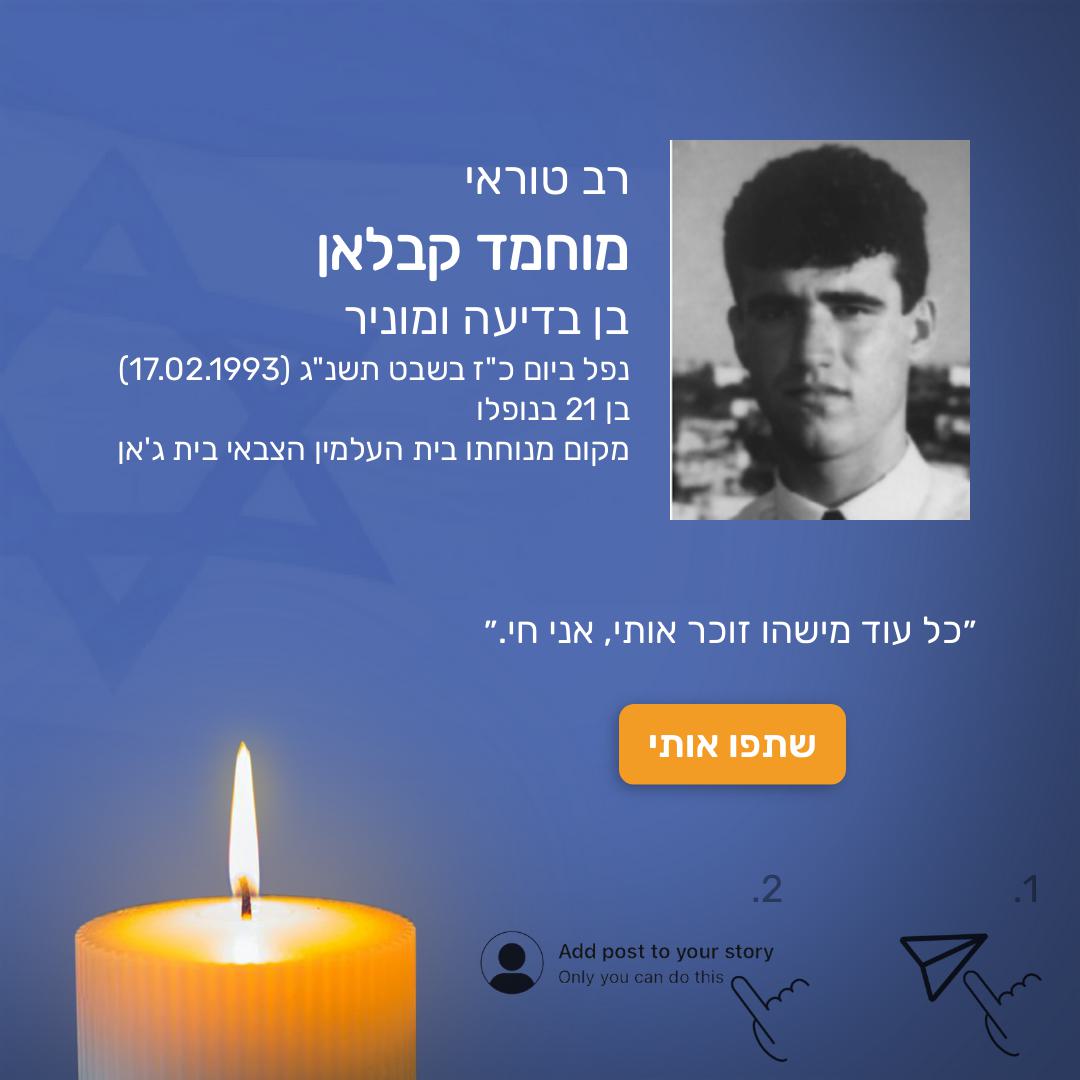 רב טוראי
מוחמד קבלאן
בן בדיעה ומוניר
נפל ביום כ"ז בשבט תשנ"ג (17.02.1993)
בן 21 בנופלו
מקום מנוחתו בית העלמין הצבאי בית ג'אן
״כל עוד מישהו זוכר אותי, אני חי.״
שתפו אותי
1.
2.
Add post to your story
Only you can do this